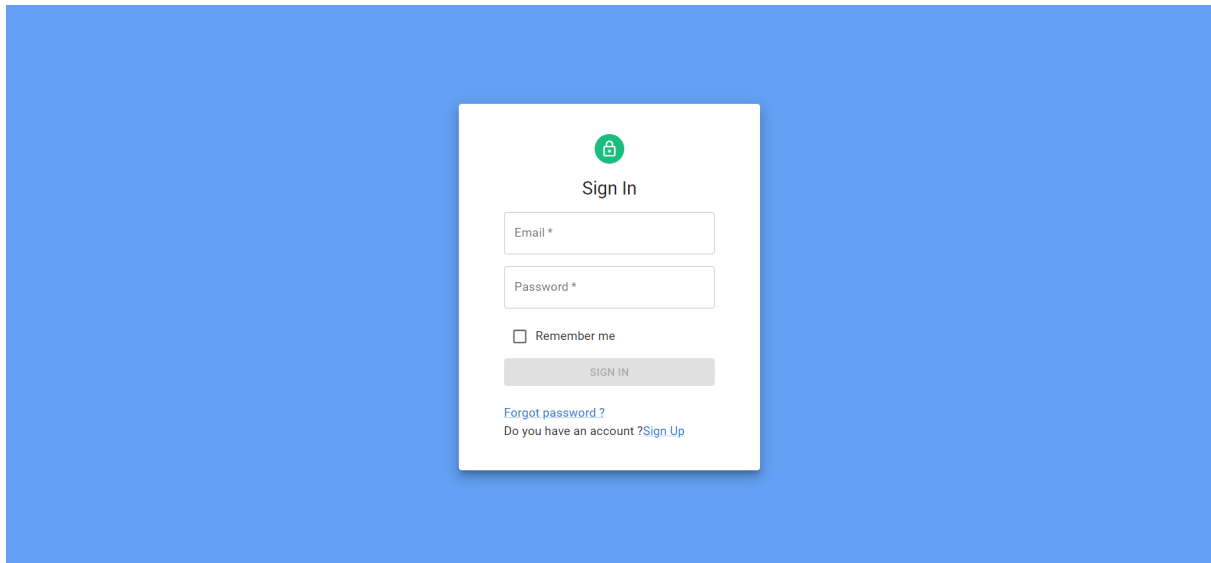 Sign In
Email *
Password *
Remember me
SIGN IN
Forgot password ?
Do you have an account ?Sign Up